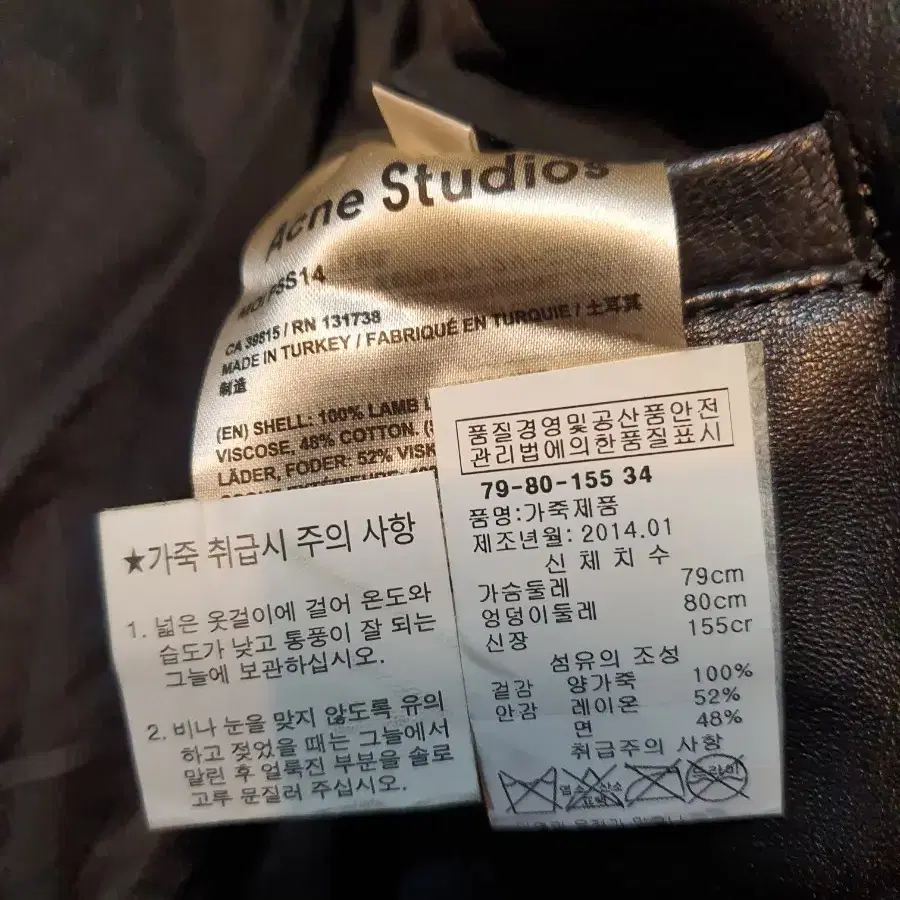 Acne Studios
PSS14
CA 39815 / RN 131738
MADE IN TURKEY / FABRIQUÉ EN TURQUIE / 土耳其
制造
(EN) SHELL: 100% LAMB
VISCOSE, 48% COTTON,
LÄDER, FODER: 52% VISK
★가죽 취급시 주의 사항
1. 넓은 옷걸이에 걸어 온도와
습도가 낮고 통풍이 잘 되는
그늘에 보관하십시오.
2. 비나 눈을 맞지 않도록 유의
하고 젖었을 때는 그늘에서
말린 후 얼룩진 부분을 솔로
고루 문질러 주십시오.
품질경영및공산품안전
관리법에의한품질표시
79-80-155 34
품명:가죽제품
제조년월: 2014.01
신 체 치 수
가슴둘레 79cm
엉덩이둘레 80cm
신장 155cr
섬유의 조성
겉감 양가죽 100%
안감 레이온 52%
면 48%
취급주의 사항
드라이